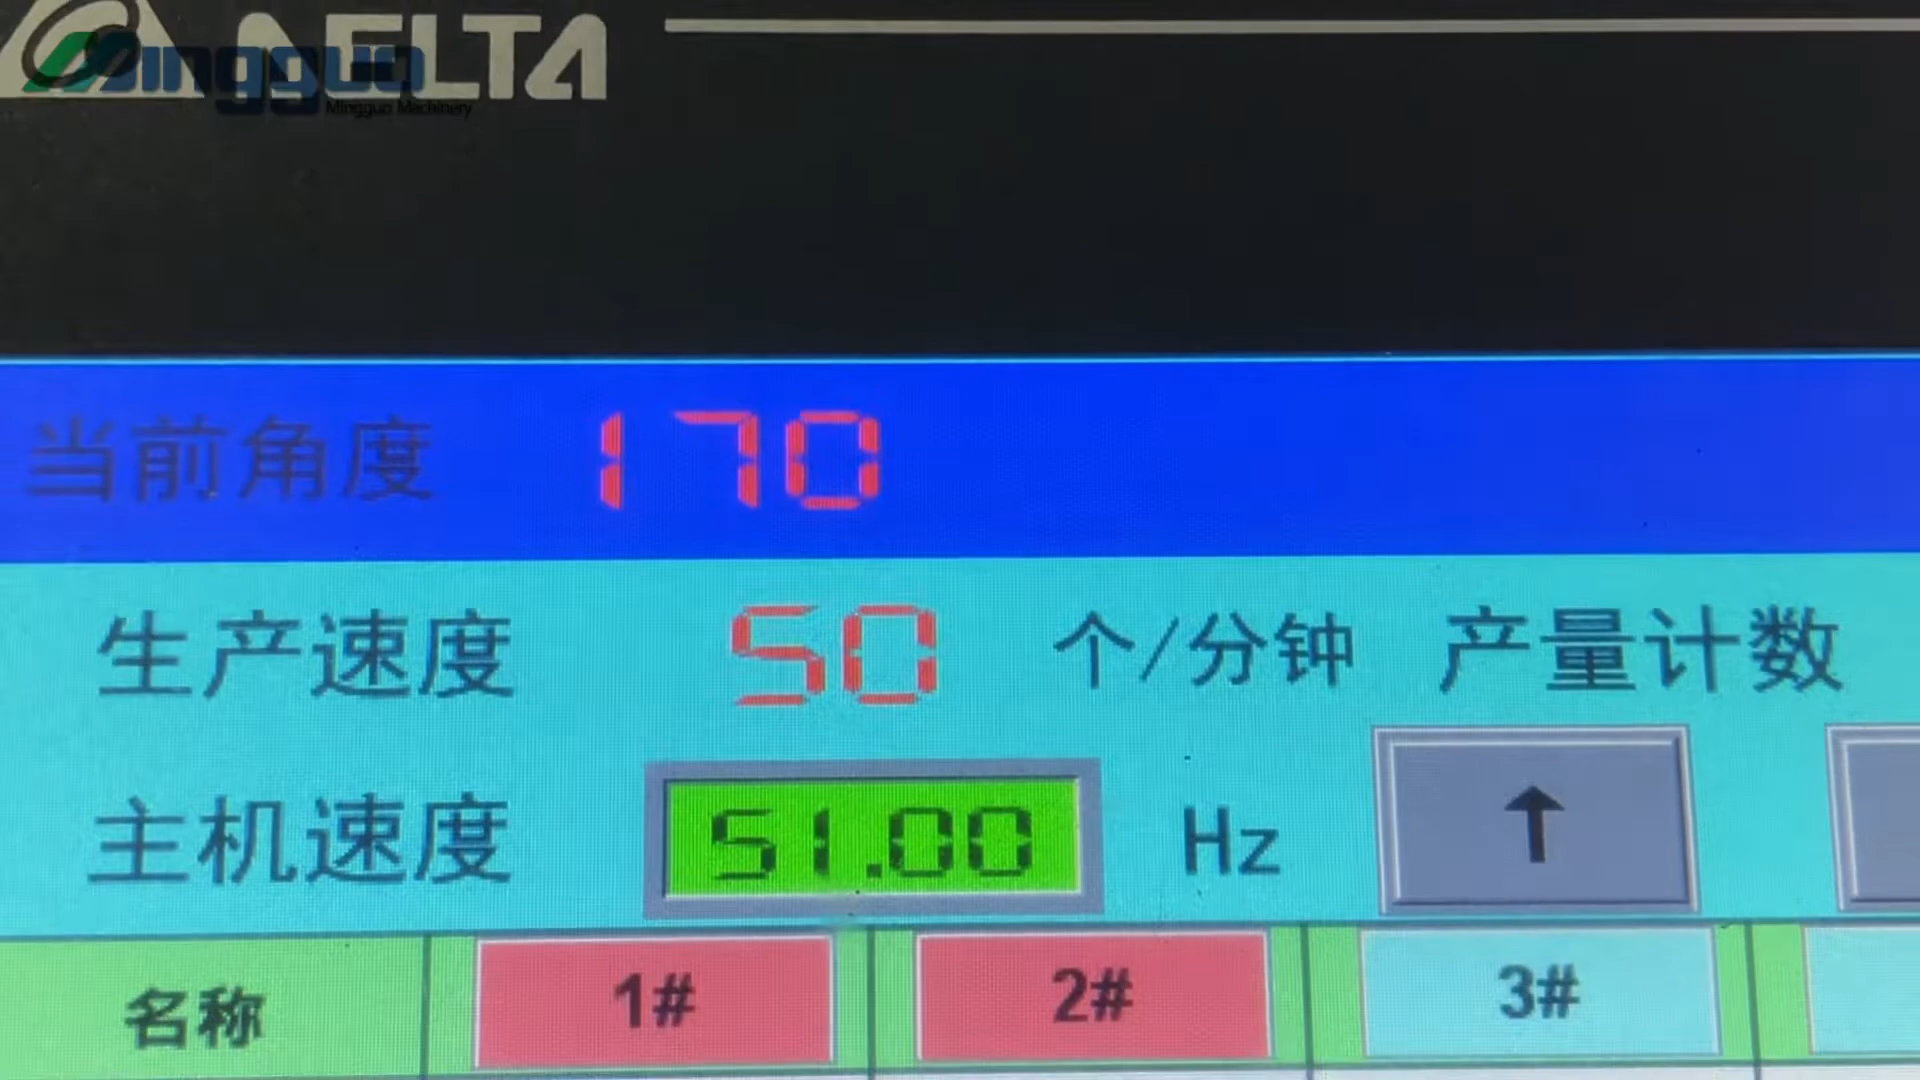 DELTA
Mingguo
Mingguo Machinery
当前角度 170
生产速度 50 个/分钟 产量计数
主机速度 51.00 Hz ↑
名称 1# 2# 3#